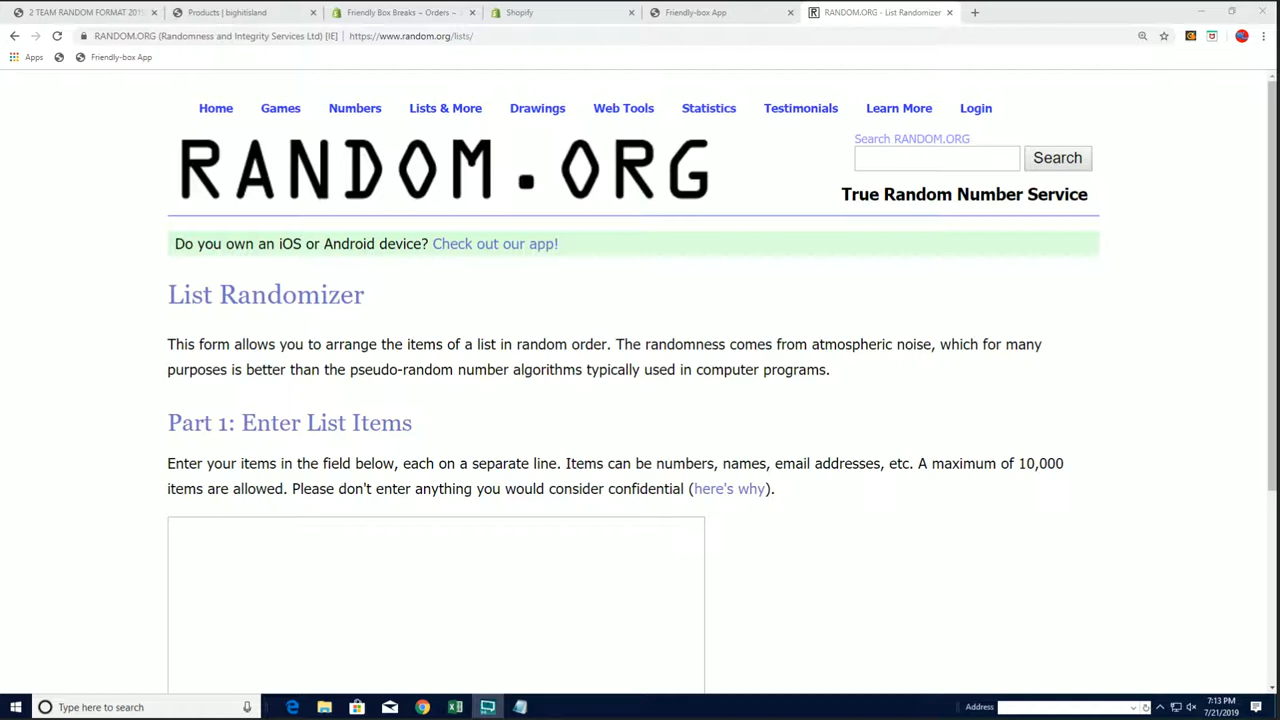 2 TEAM RANDOM FORMAT 201
Products | bighitisland
Friendly Box Breaks ~ Orders ~
Shopify
Friendly-box App
RANDOM.ORG - List Randomizer
RANDOM.ORG (Randomness and Integrity Services Ltd) [IE] | https://www.random.org/lists/
Apps
Friendly-box App
Home Games Numbers Lists & More Drawings Web Tools Statistics Testimonials Learn More Login
RANDOM.ORG
Search RANDOM.ORG
Search
True Random Number Service
Do you own an iOS or Android device? Check out our app!
List Randomizer
This form allows you to arrange the items of a list in random order. The randomness comes from atmospheric noise, which for many
purposes is better than the pseudo-random number algorithms typically used in computer programs.
Part 1: Enter List Items
Enter your items in the field below, each on a separate line. Items can be numbers, names, email addresses, etc. A maximum of 10,000
items are allowed. Please don't enter anything you would consider confidential (here's why).
Type here to search
Address
7:13 PM
7/21/2019